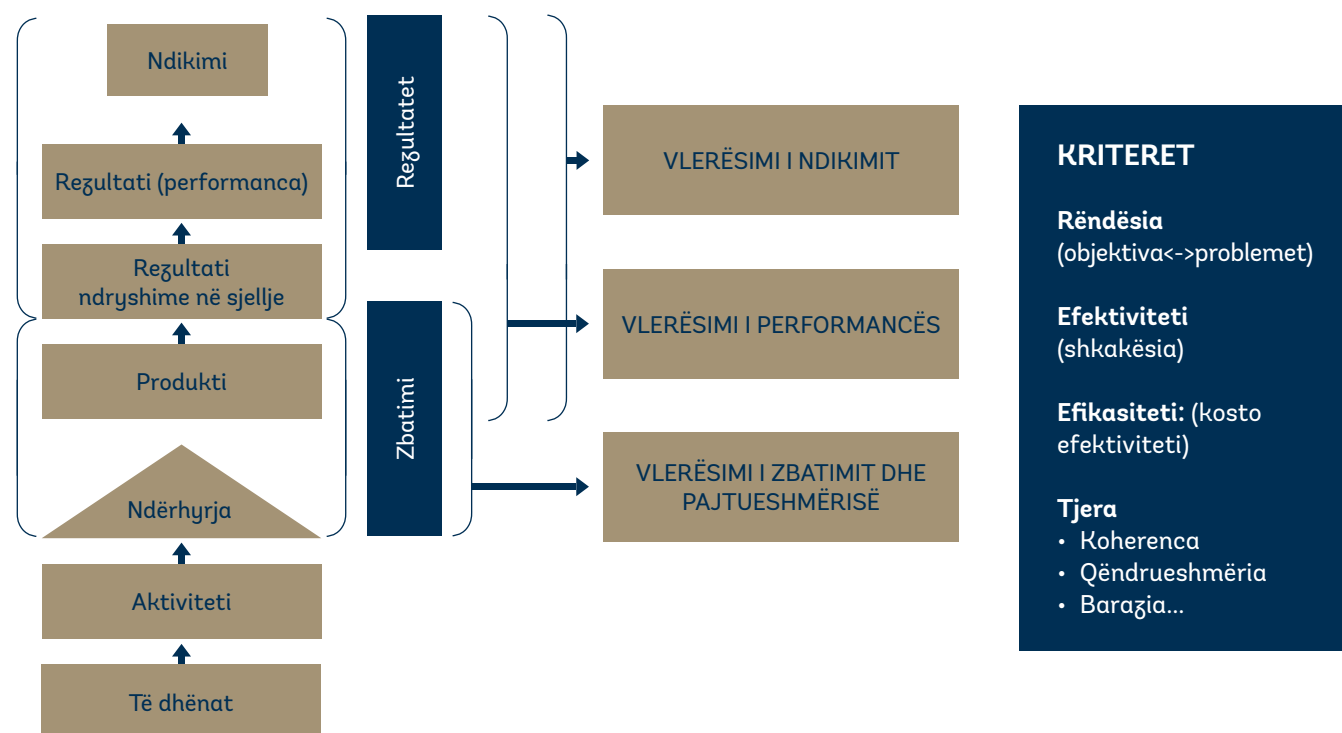 Ndikimi
Rezultati (performanca)
Rezultati
ndryshime në sjellje
Produkti
Ndërhyrja
Aktiviteti
Të dhënat
Rezultatet
Zbatimi
VLERËSIMI I NDIKIMIT
VLERËSIMI I PERFORMANCËS
VLERËSIMI I ZBATIMIT DHE
PAJTUESHMËRISË
KRITERET
Rëndësia
(objektiva<->problemet)
Efektiviteti
(shkakësia)
Efikasiteti: (kosto
efektiviteti)
Tjera
• Koherenca
• Qëndrueshmëria
• Barazia...